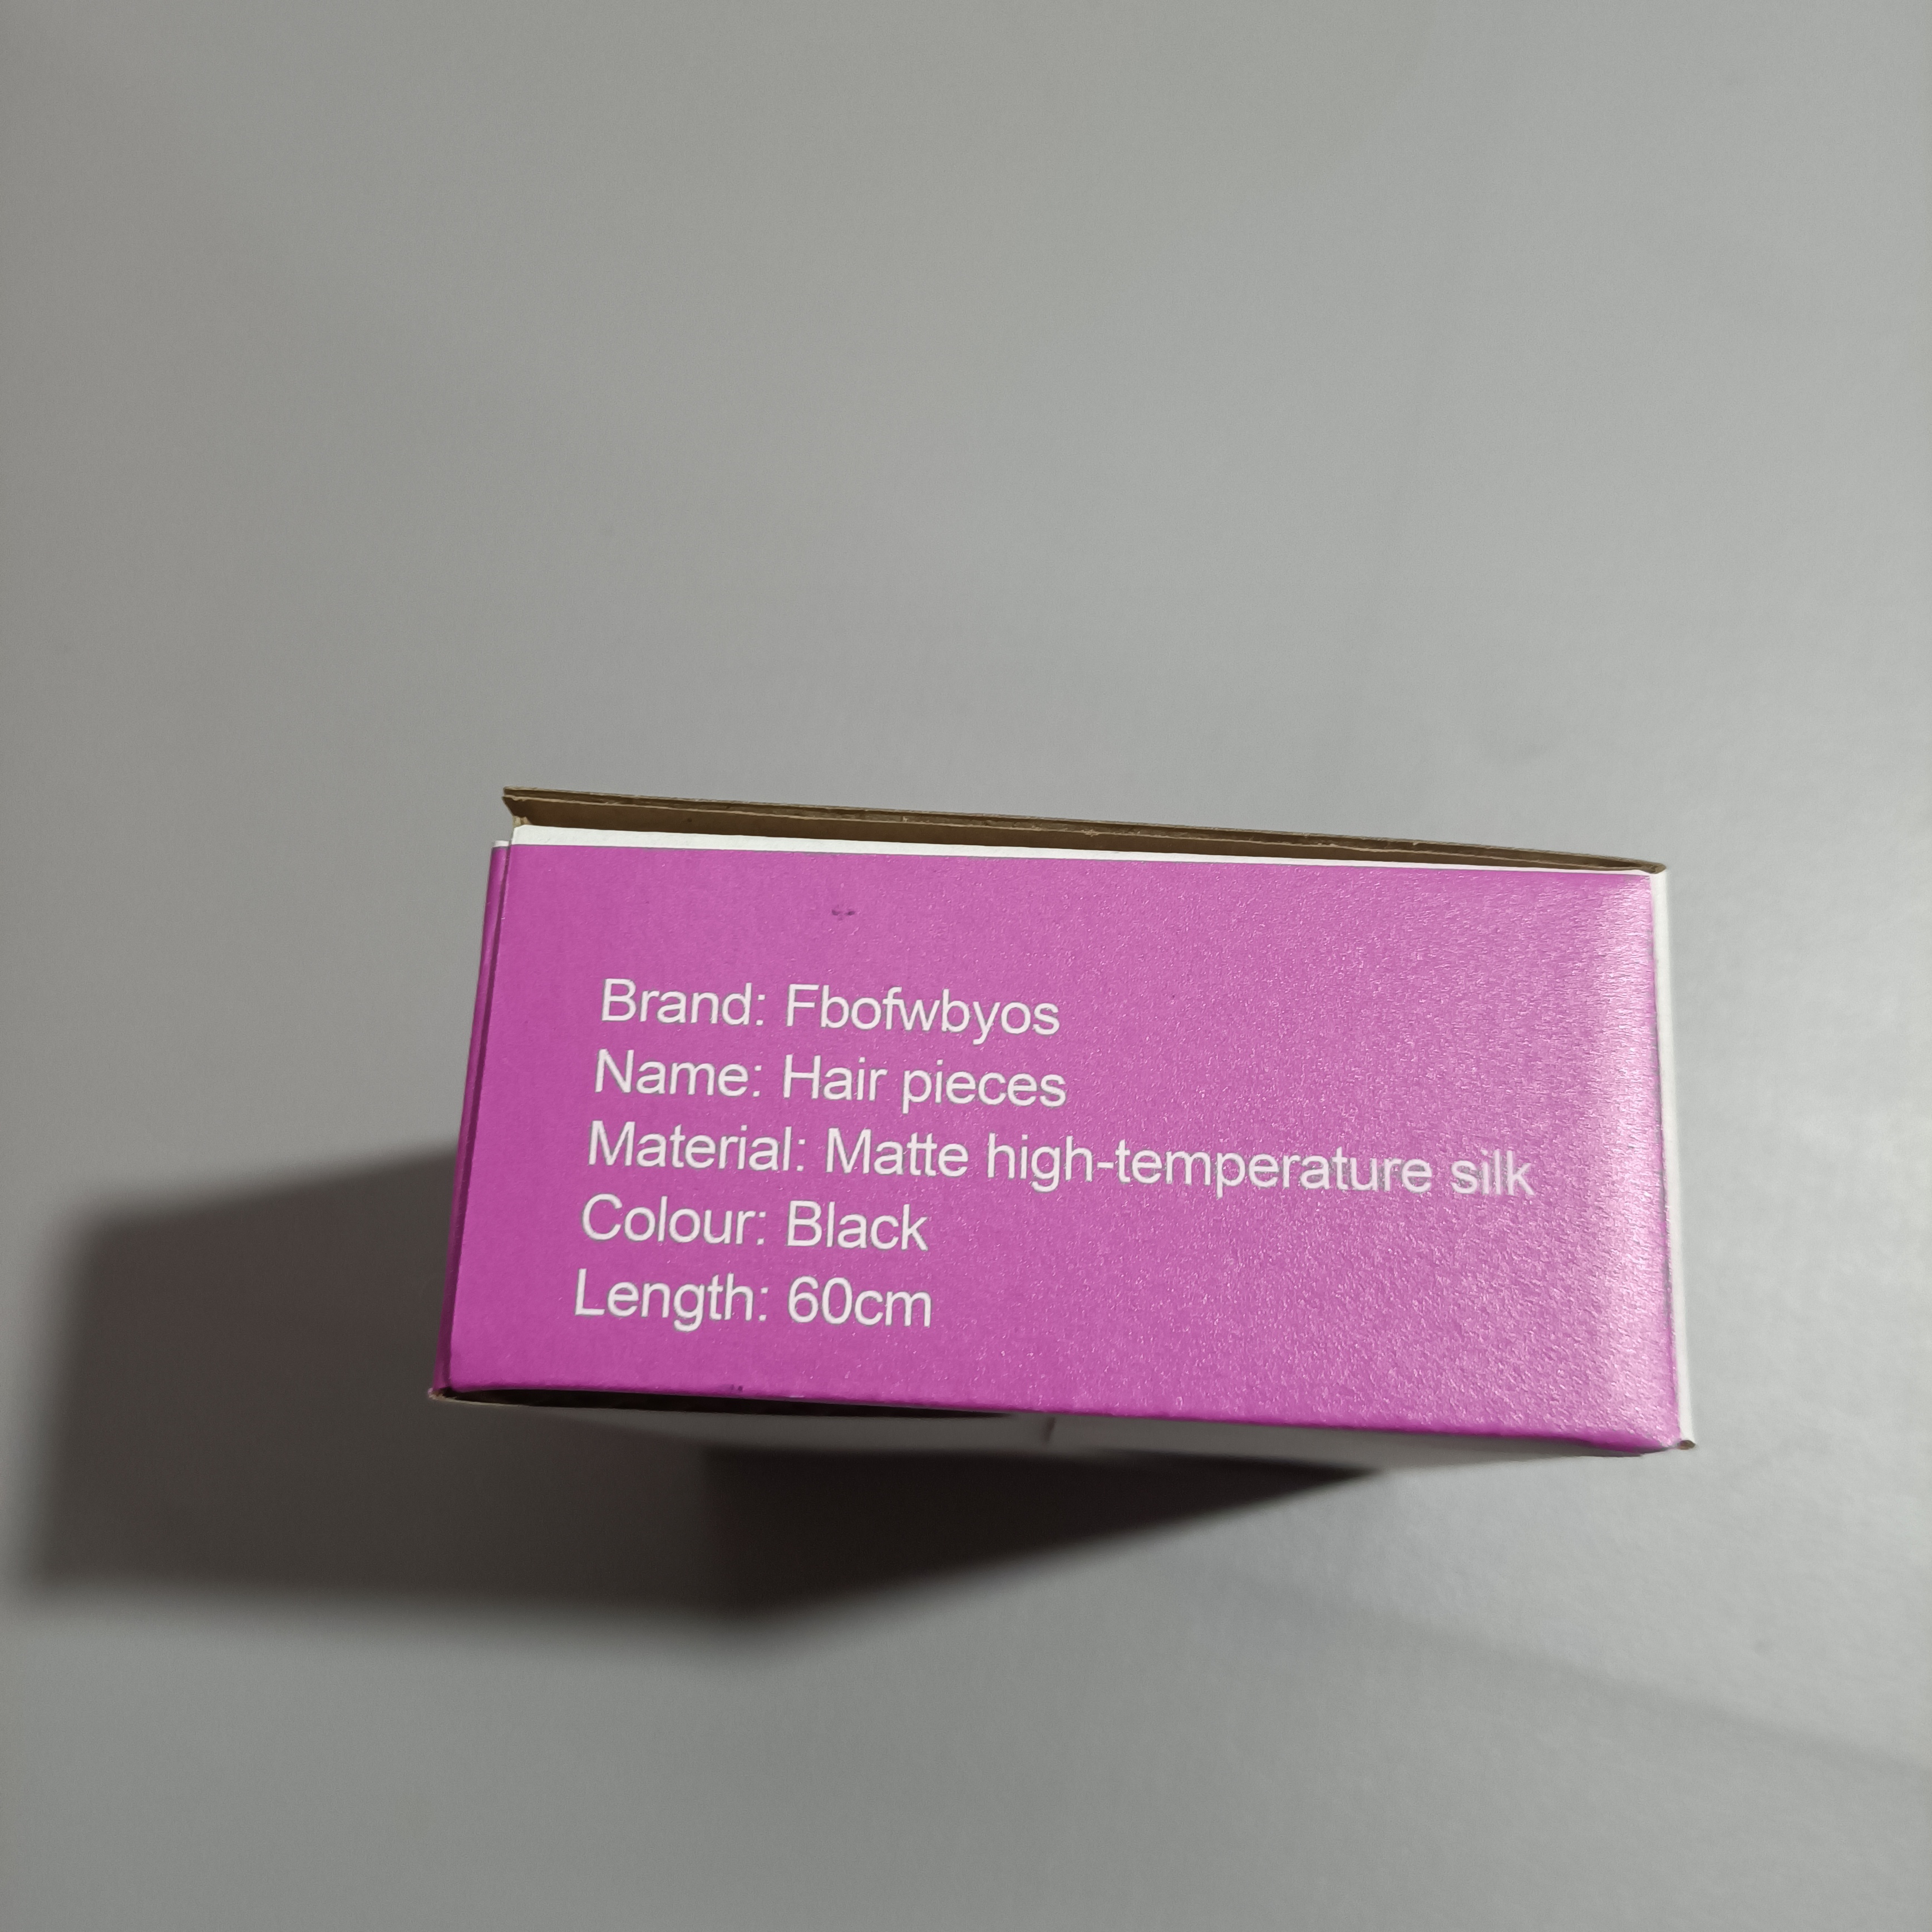 Brand: Fbofwbyos
Name: Hair pieces
Material: Matte high-temperature silk
Colour: Black
Length: 60cm